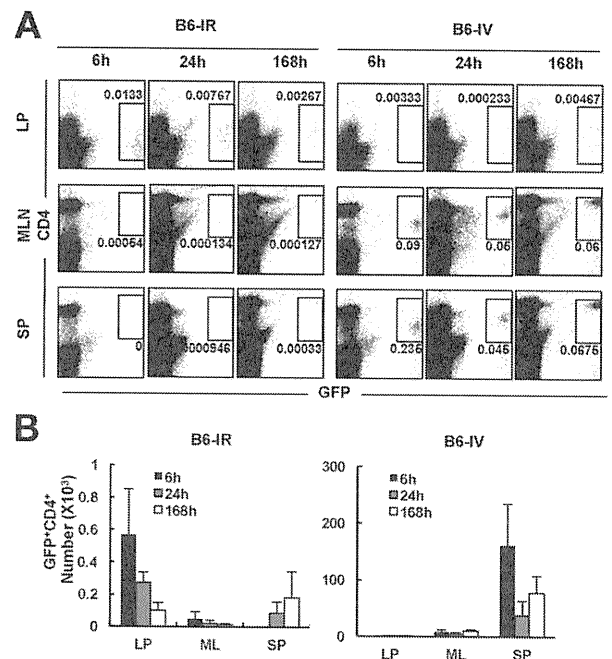 A
B6-IR B6-IV
6h 24h 168h 6h 24h 168h
LP
0.0133 0.00767 0.00267 0.00333 0.000233 0.00467
MLN
CD4
0.00064 0.000134 0.000127 0.09 0.06 0.06
SP
0 000946 0.00033 0.236 0.045 0.0675
GFP
B
B6-IR B6-IV
GFP+CD4+
Number (X10³)
1
0.8
0.6
0.4
0.2
0
6h
24h
168h
LP ML SP
300
200
100
0
6h
24h
168h
LP ML SP